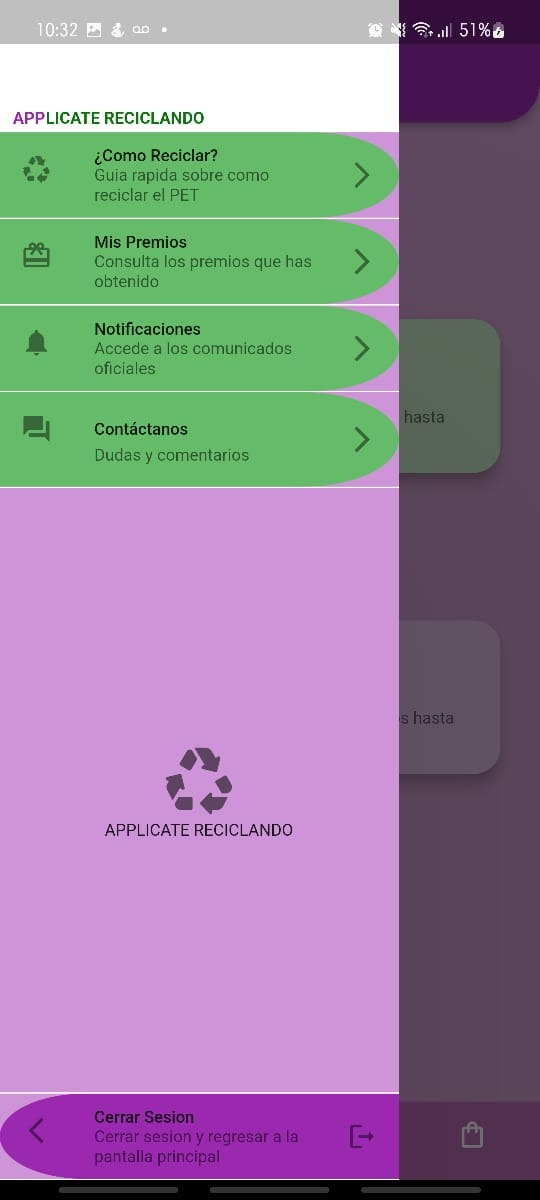 10:32
51%
APPLICATE RECICLANDO
¿Como Reciclar?
Guia rapida sobre como
reciclar el PET
Mis Premios
Consulta los premios que has
obtenido
Notificaciones
Accede a los comunicados
oficiales
hasta
Contáctanos
Dudas y comentarios
s hasta
APPLICATE RECICLANDO
Cerrar Sesion
Cerrar sesion y regresar a la
pantalla principal